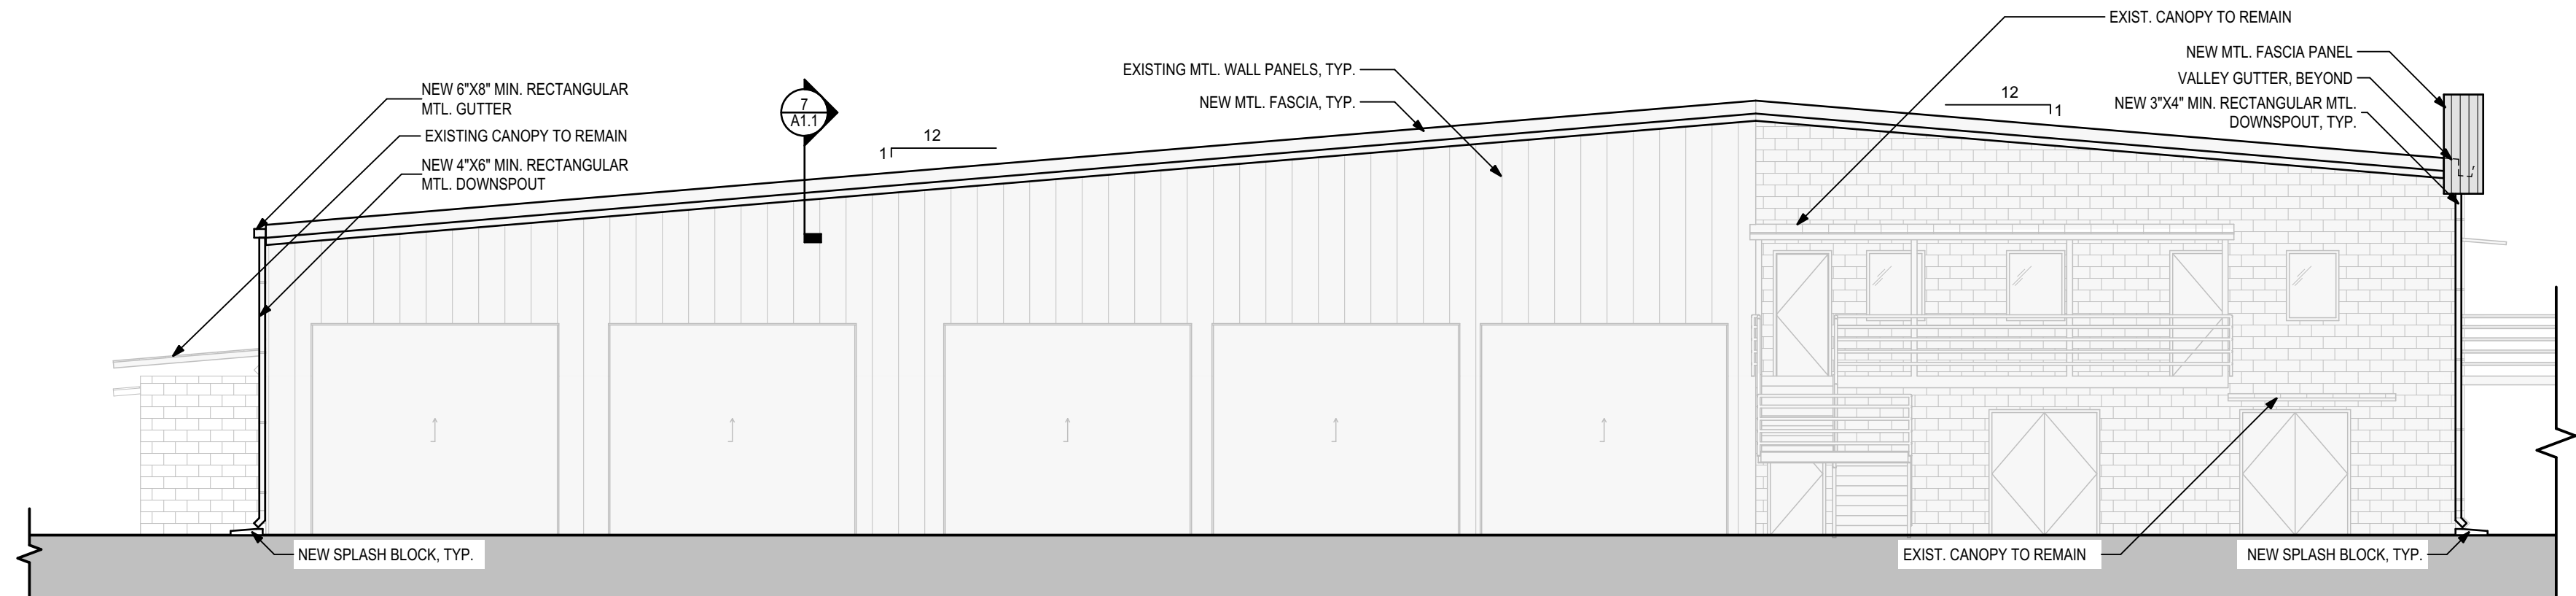 EXIST. CANOPY TO REMAIN
NEW MTL. FASCIA PANEL
EXISTING MTL. WALL PANELS, TYP.
VALLEY GUTTER, BEYOND
NEW 6"X8" MIN. RECTANGULAR
MTL. GUTTER
7
A1.1
NEW MTL. FASCIA, TYP.
12
1
NEW 3"X4" MIN. RECTANGULAR MTL.
DOWNSPOUT, TYP.
EXISTING CANOPY TO REMAIN
12
1
NEW 4"X6" MIN. RECTANGULAR
MTL. DOWNSPOUT
NEW SPLASH BLOCK, TYP.
EXIST. CANOPY TO REMAIN
NEW SPLASH BLOCK, TYP.